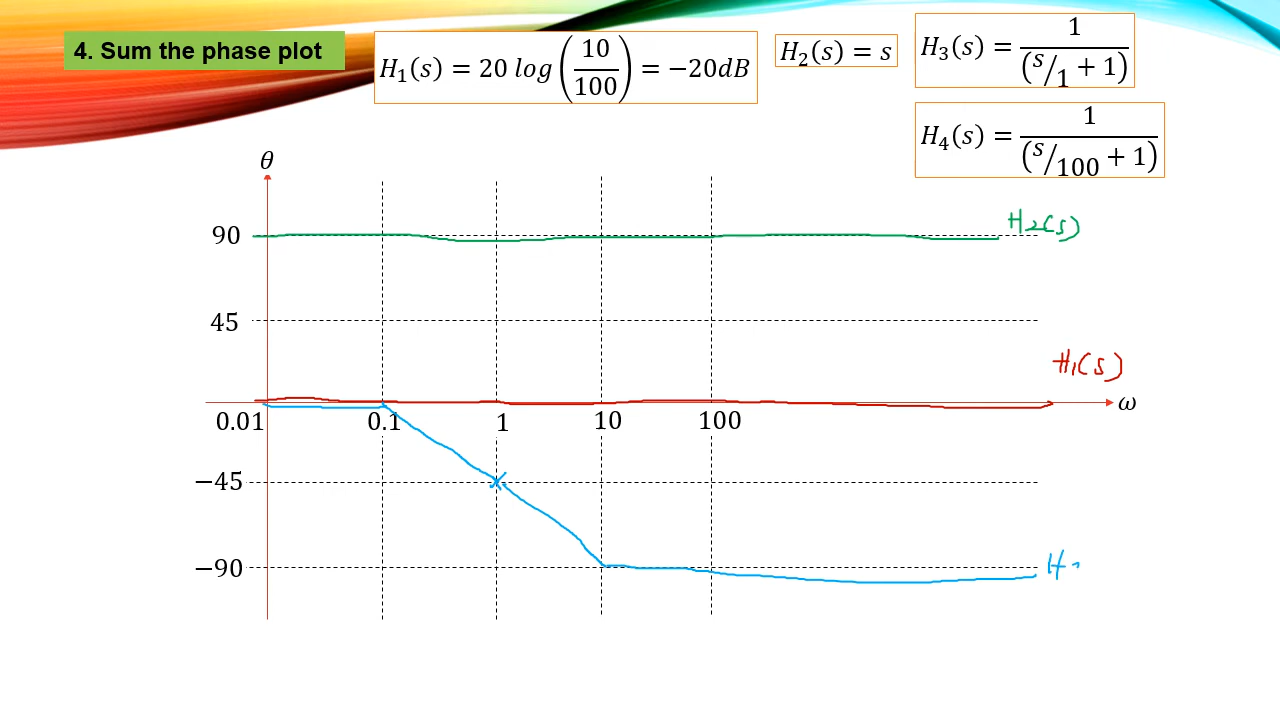 4. Sum the phase plot
H₁(s) = 20 log(10/100) = −20dB
H₂(s) = s
H₃(s) = 1/(s/1 + 1)
H₄(s) = 1/(s/100 + 1)
θ
90
H₂(s)
45
H₁(s)
ω
0.01 0.1 1 10 100
−45
−90
H